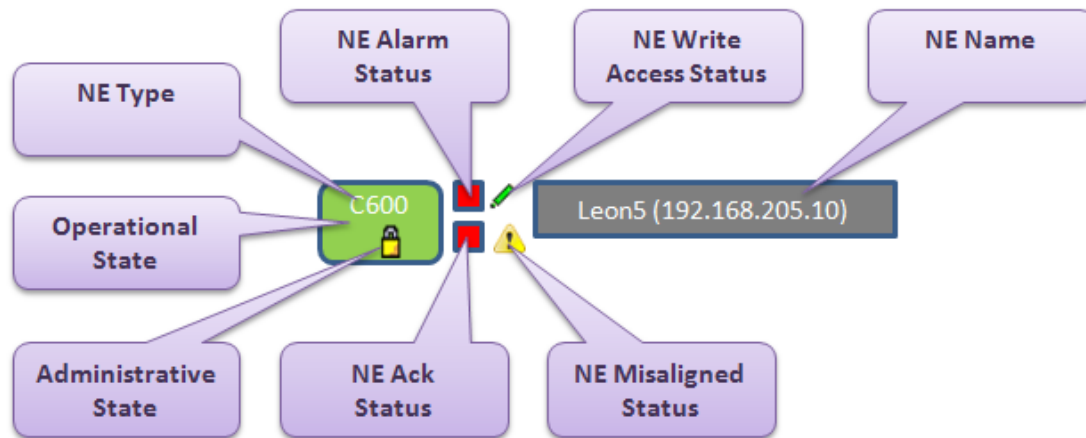 NE Alarm
Status
NE Write
Access Status
NE Name
NE Type
C600
Leon5 (192.168.205.10)
Operational
State
Administrative
State
NE Ack
Status
NE Misaligned
Status